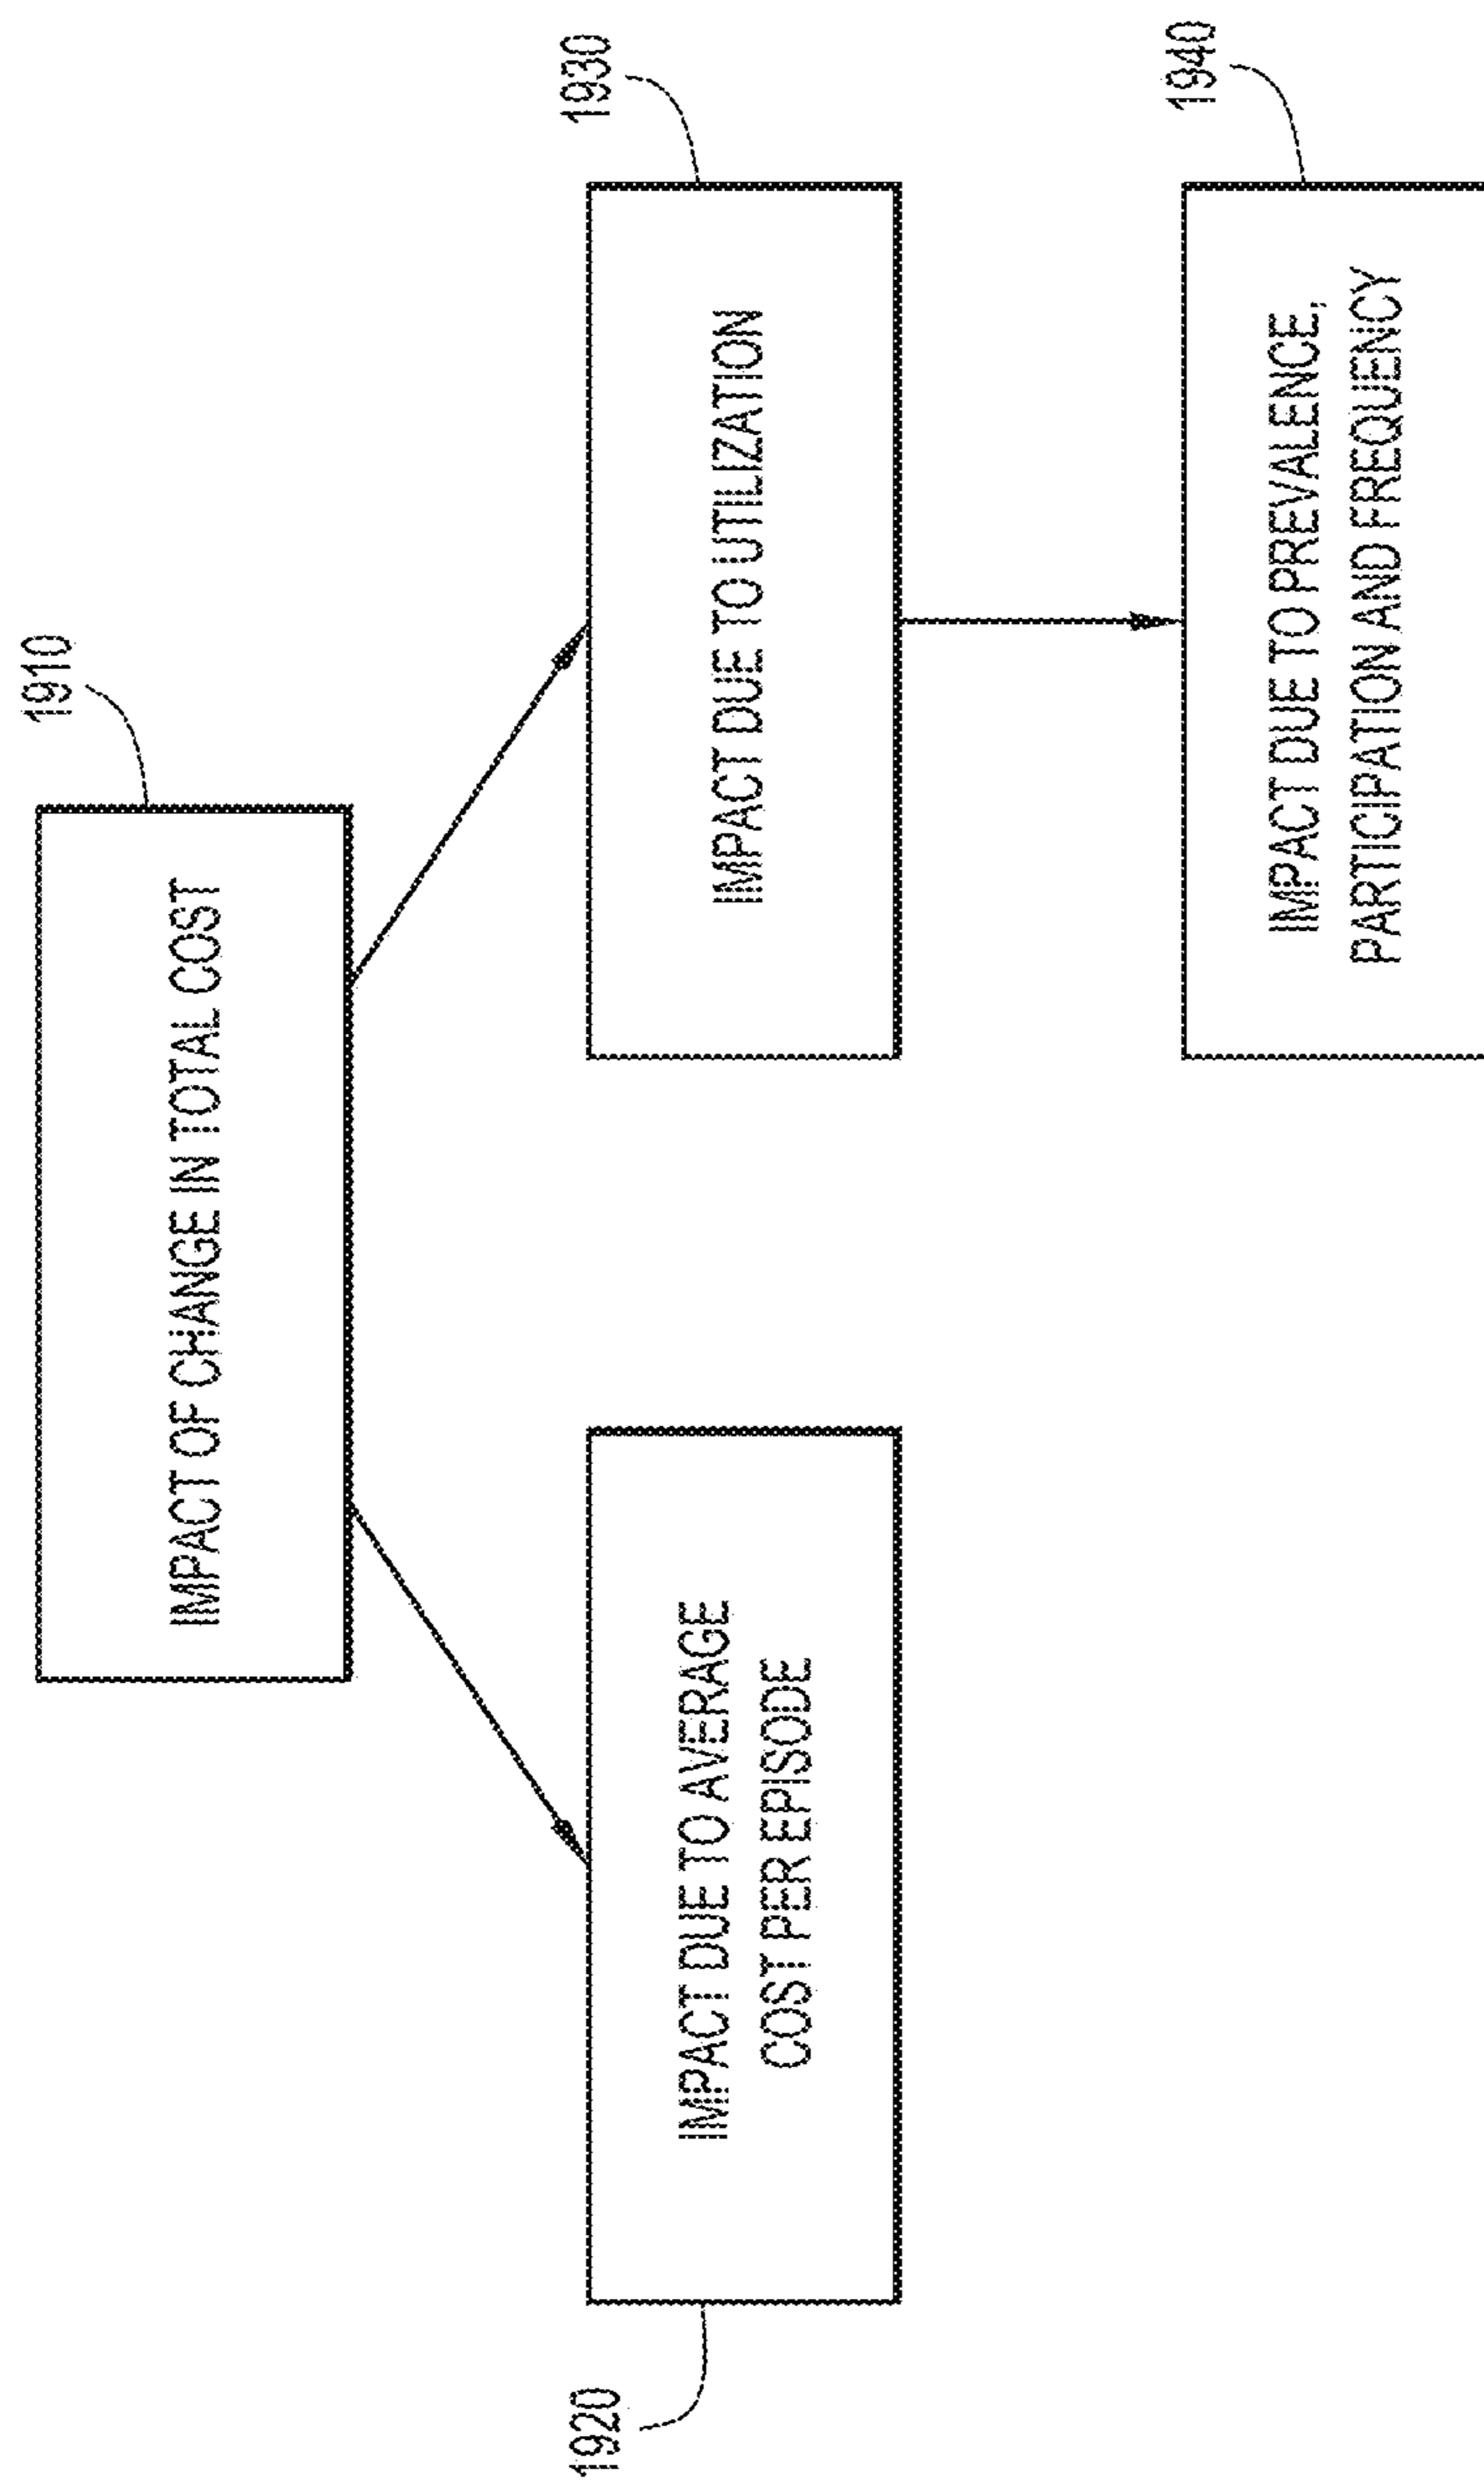 1910
IMPACT OF CHANGE IN TOTAL COST
1920
IMPACT DUE TO AVERAGE
COST PER EPISODE
1930
IMPACT DUE TO UTILIZATION
1940
IMPACT DUE TO PREVALENCE,
PARTICIPATION AND FREQUENCY